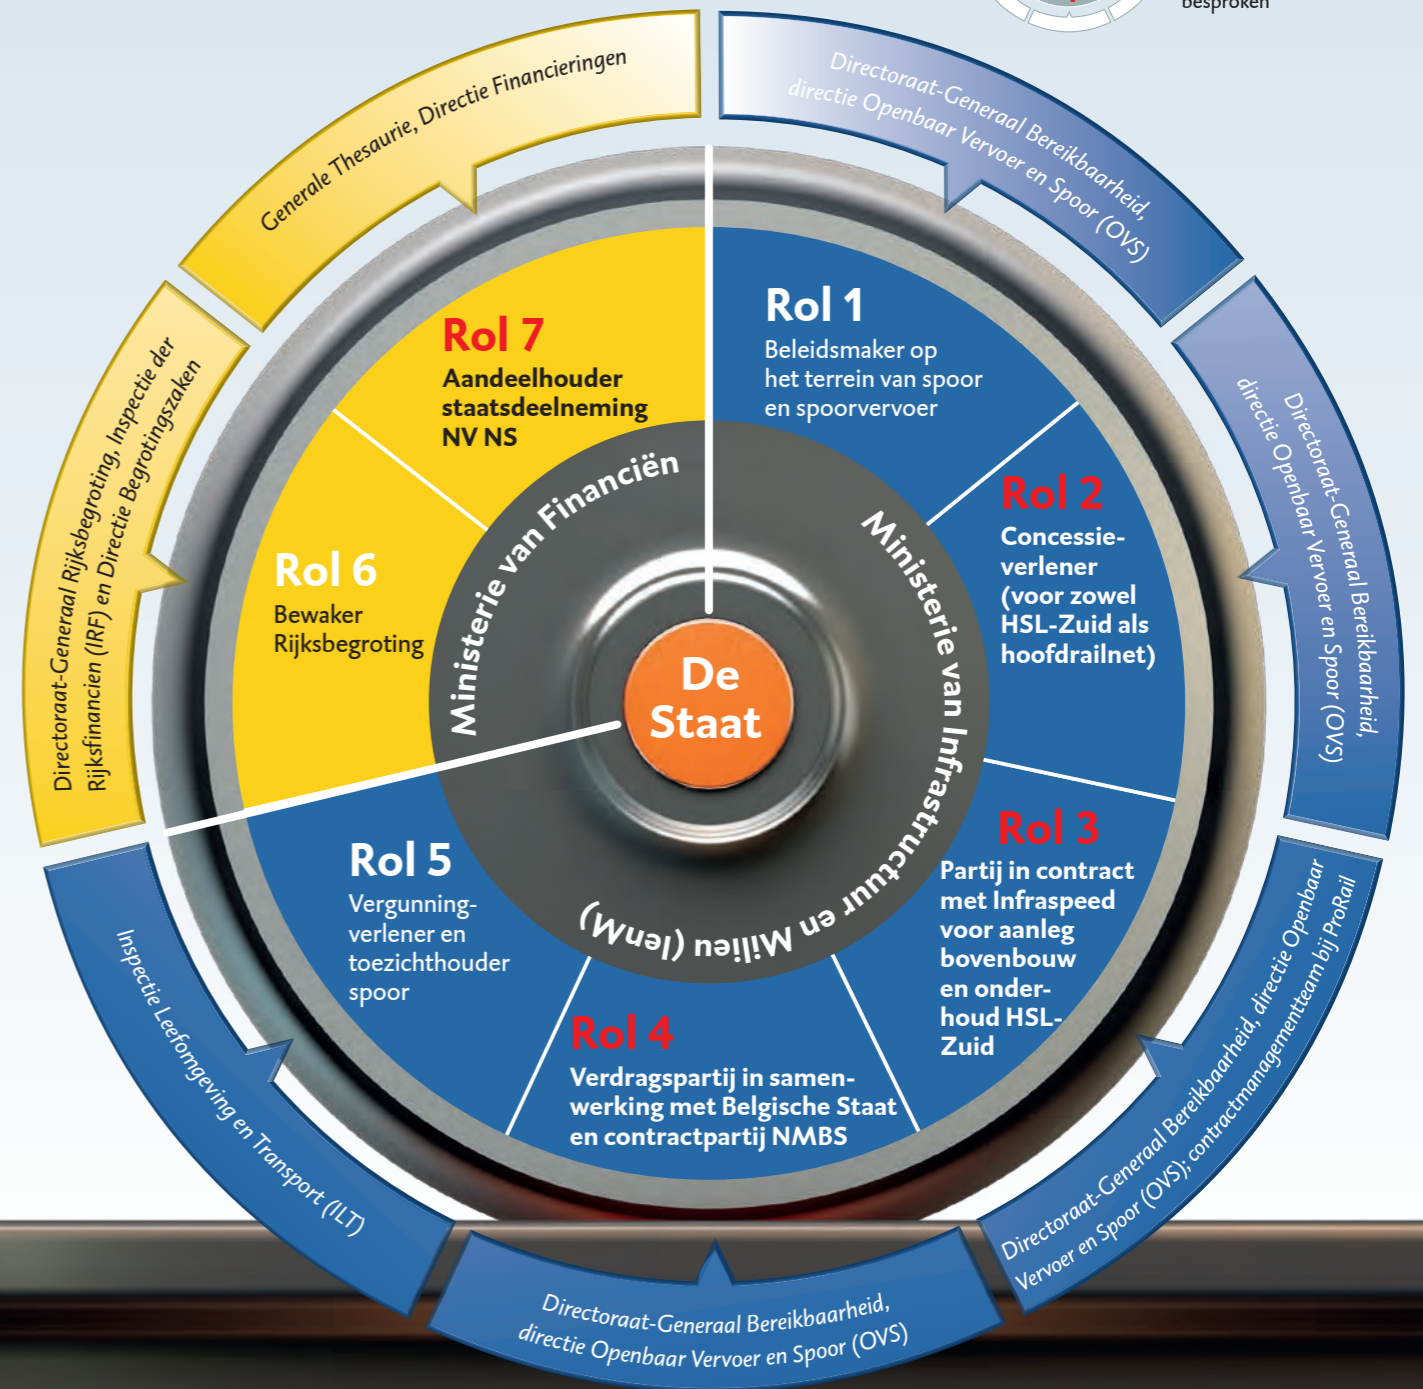 besproken
Directoraat-Generaal Bereikbaarheid,
directie Openbaar Vervoer en Spoor (OVS)
Rol 1
Beleidsmaker op
het terrein van spoor
en spoorvervoer
Directoraat-Generaal Bereikbaarheid,
directie Openbaar Vervoer en Spoor (OVS)
Rol 2
Concessie-
verlener
(voor zowel
HSL-Zuid als
hoofdrailnet)
Directoraat-Generaal Bereikbaarheid, directie Openbaar
Vervoer en Spoor (OVS); contractmanagementteam bij ProRail
Rol 3
Partij in contract
met Infraspeed
voor aanleg
bovenbouw
en onder-
houd HSL-
Zuid
Directoraat-Generaal Bereikbaarheid,
directie Openbaar Vervoer en Spoor (OVS)
Rol 4
Verdragspartij in samen-
werking met Belgische Staat
en contractpartij NMBS
Inspectie Leefomgeving en Transport (ILT)
Rol 5
Vergunning-
verlener en
toezichthouder
spoor
Directoraat-Generaal Rijksbegroting, Inspectie der
Rijksfinancien (IRF) en Directie Begrotingszaken
Rol 6
Bewaker
Rijksbegroting
Generale Thesaurie, Directie Financieringen
Rol 7
Aandeelhouder
staatsdeelneming
NV NS
Ministerie van Financiën
Ministerie van Infrastructuur en Milieu (IenM)
De
Staat